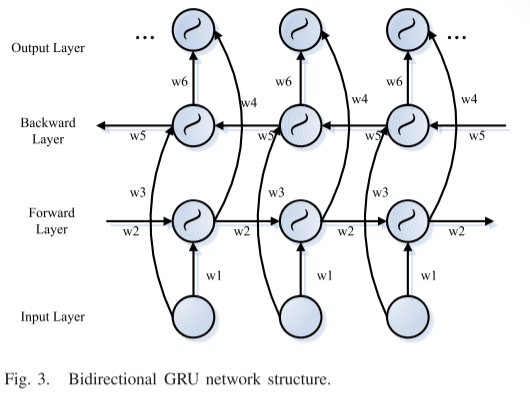 Output Layer
...
...
w6
w6
w6
w4
w4
w4
Backward
Layer
w5
w5
w5
w5
w3
w3
w3
Forward
Layer
w2
w2
w2
w2
w1
w1
w1
Input Layer
Fig. 3. Bidirectional GRU network structure.